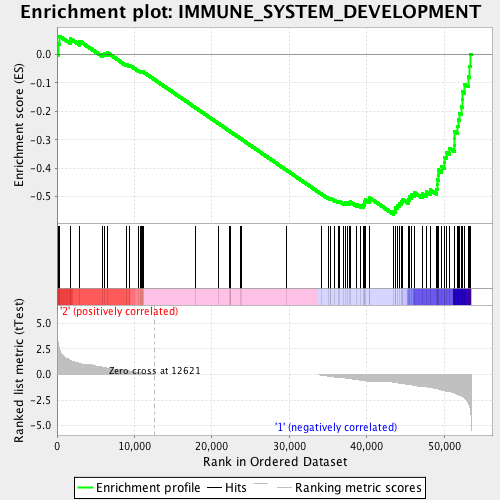 Enrichment plot: IMMUNE_SYSTEM_DEVELOPMENT
Enrichment score (ES)
0.0
-0.1
-0.2
-0.3
-0.4
-0.5
'2' (positively correlated)
Ranked list metric (tTest)
5.0
2.5
0.0
-2.5
-5.0
Zero cross at 12621
'1' (negatively correlated)
0
10,000
20,000
30,000
40,000
50,000
Rank in Ordered Dataset
Enrichment profile
Hits
Ranking metric scores